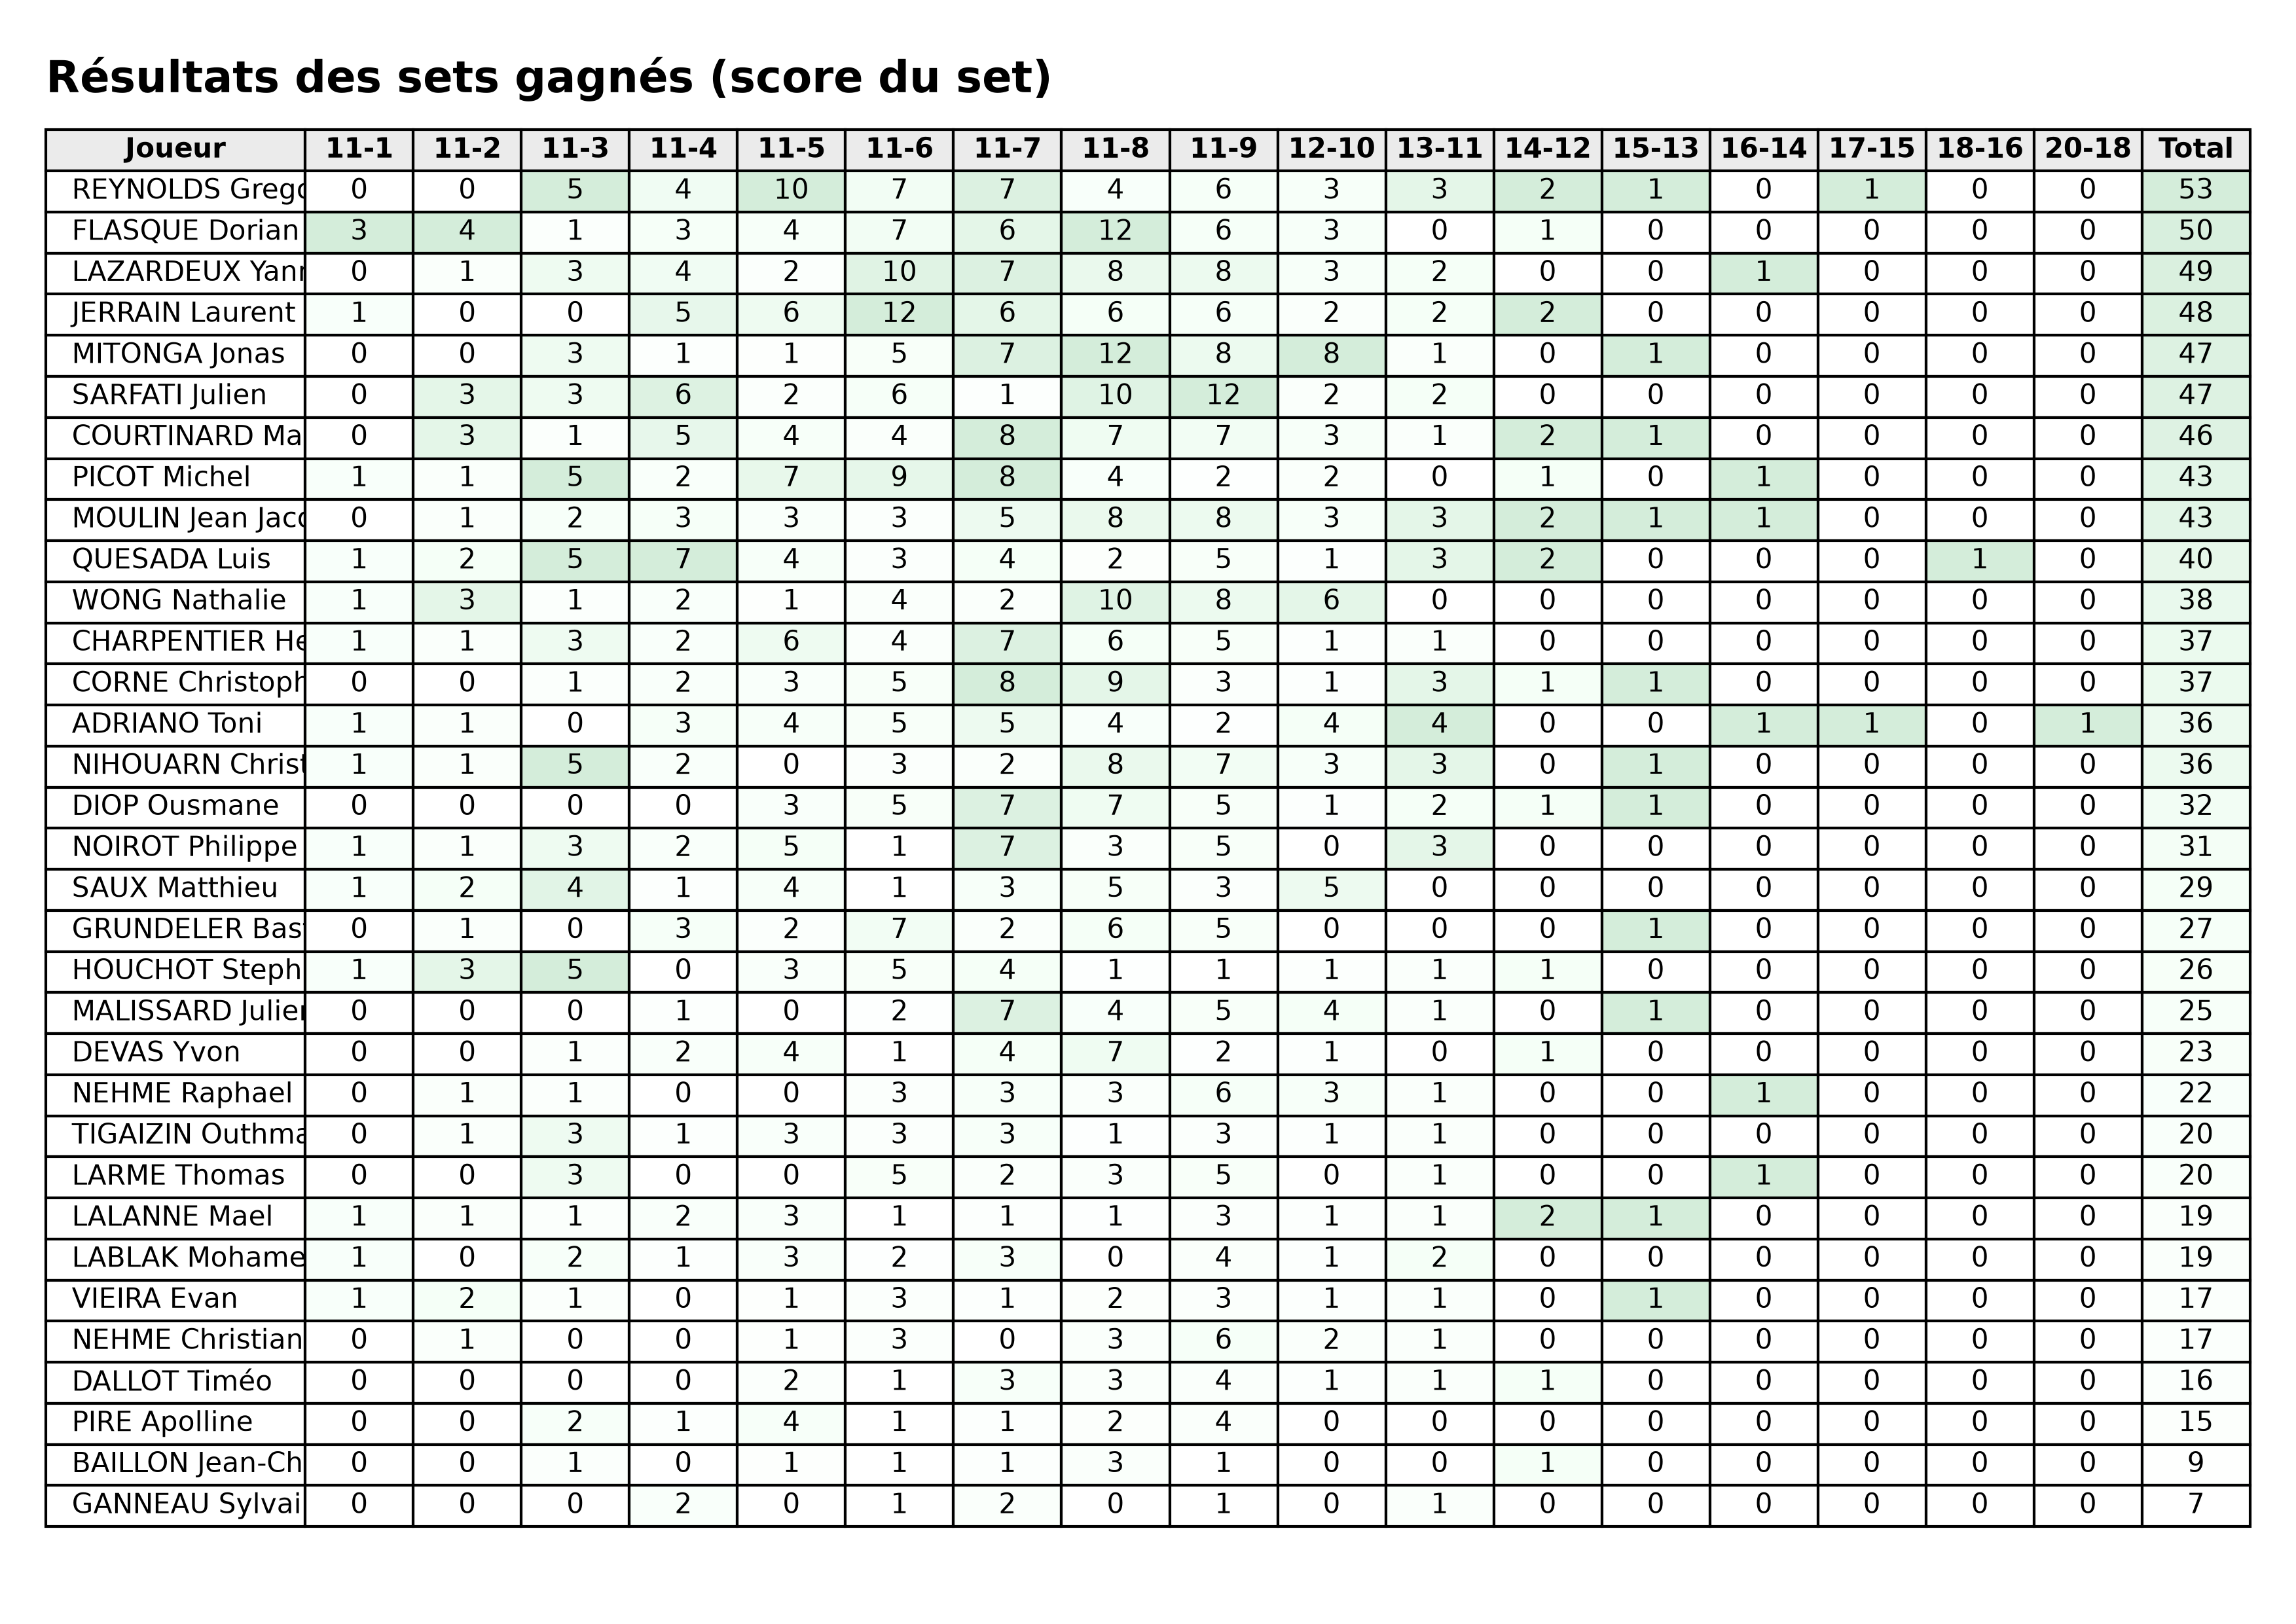 Résultats des sets gagnés (score du set)
Joueur 11-1 11-2 11-3 11-4 11-5 11-6 11-7 11-8 11-9 12-10 13-11 14-12 15-13 16-14 17-15 18-16 20-18 Total
REYNOLDS Grego 0 0 5 4 10 7 7 4 6 3 3 2 1 0 1 0 0 53
FLASQUE Dorian 3 4 1 3 4 7 6 12 6 3 0 1 0 0 0 0 0 50
LAZARDEUX Yann 0 1 3 4 2 10 7 8 8 3 2 0 0 1 0 0 0 49
JERRAIN Laurent 1 0 0 5 6 12 6 6 6 2 2 2 0 0 0 0 0 48
MITONGA Jonas 0 0 3 1 1 5 7 12 8 8 1 0 1 0 0 0 0 47
SARFATI Julien 0 3 3 6 2 6 1 10 12 2 2 0 0 0 0 0 0 47
COURTINARD Ma 0 3 1 5 4 4 8 7 7 3 1 2 1 0 0 0 0 46
PICOT Michel 1 1 5 2 7 9 8 4 2 2 0 1 0 1 0 0 0 43
MOULIN Jean Jacq 0 1 2 3 3 3 5 8 8 3 3 2 1 1 0 0 0 43
QUESADA Luis 1 2 5 7 4 3 4 2 5 1 3 2 0 0 0 1 0 40
WONG Nathalie 1 3 1 2 1 4 2 10 8 6 0 0 0 0 0 0 0 38
CHARPENTIER He 1 1 3 2 6 4 7 6 5 1 1 0 0 0 0 0 0 37
CORNE Christoph 0 0 1 2 3 5 8 9 3 1 3 1 1 0 0 0 0 37
ADRIANO Toni 1 1 0 3 4 5 5 4 2 4 4 0 0 1 1 0 1 36
NIHOUARN Christ 1 1 5 2 0 3 2 8 7 3 3 0 1 0 0 0 0 36
DIOP Ousmane 0 0 0 0 3 5 7 7 5 1 2 1 1 0 0 0 0 32
NOIROT Philippe 1 1 3 2 5 1 7 3 5 0 3 0 0 0 0 0 0 31
SAUX Matthieu 1 2 4 1 4 1 3 5 3 5 0 0 0 0 0 0 0 29
GRUNDELER Bast 0 1 0 3 2 7 2 6 5 0 0 0 1 0 0 0 0 27
HOUCHOT Steph 1 3 5 0 3 5 4 1 1 1 1 1 0 0 0 0 0 26
MALISSARD Julien 0 0 0 1 0 2 7 4 5 4 1 0 1 0 0 0 0 25
DEVAS Yvon 0 0 1 2 4 1 4 7 2 1 0 1 0 0 0 0 0 23
NEHME Raphael 0 1 1 0 0 3 3 3 6 3 1 0 0 1 0 0 0 22
TIGAIZIN Outhma 0 1 3 1 3 3 3 1 3 1 1 0 0 0 0 0 0 20
LARME Thomas 0 0 3 0 0 5 2 3 5 0 1 0 0 1 0 0 0 20
LALANNE Mael 1 1 1 2 3 1 1 1 3 1 1 2 1 0 0 0 0 19
LABLAK Mohame 1 0 2 1 3 2 3 0 4 1 2 0 0 0 0 0 0 19
VIEIRA Evan 1 2 1 0 1 3 1 2 3 1 1 0 1 0 0 0 0 17
NEHME Christian 0 1 0 0 1 3 0 3 6 2 1 0 0 0 0 0 0 17
DALLOT Timéo 0 0 0 0 2 1 3 3 4 1 1 1 0 0 0 0 0 16
PIRE Apolline 0 0 2 1 4 1 1 2 4 0 0 0 0 0 0 0 0 15
BAILLON Jean-Ch 0 0 1 0 1 1 1 3 1 0 0 1 0 0 0 0 0 9
GANNEAU Sylvai 0 0 0 2 0 1 2 0 1 0 1 0 0 0 0 0 0 7